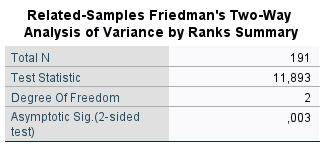 Related-Samples Friedman's Two-Way
Analysis of Variance by Ranks Summary
Total N 191
Test Statistic 11,893
Degree Of Freedom 2
Asymptotic Sig.(2-sided
test) ,003